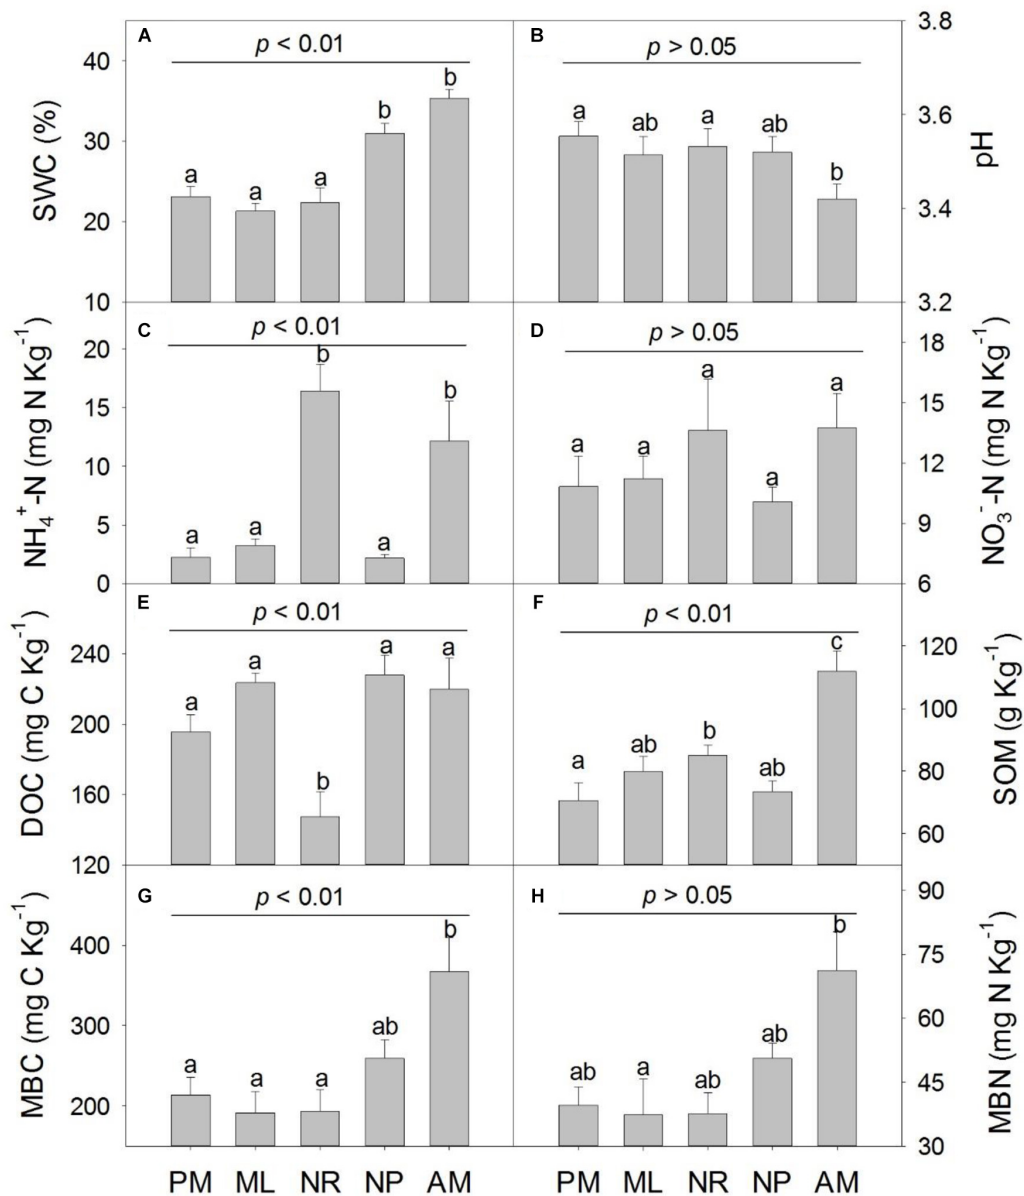 A
p < 0.01
40
30
20
10
SWC (%)
a
a
a
b
b
B
p > 0.05
3.8
3.6
3.4
3.2
pH
a
ab
a
ab
b
C
p < 0.01
20
15
10
5
0
NH₄⁺-N (mg N Kg⁻¹)
a
a
b
a
b
D
p > 0.05
18
15
12
9
6
NO₃⁻-N (mg N Kg⁻¹)
a
a
a
a
a
E
p < 0.01
240
200
160
120
DOC (mg C Kg⁻¹)
a
a
b
a
a
F
p < 0.01
120
100
80
60
SOM (g Kg⁻¹)
a
ab
b
ab
c
G
p < 0.01
400
300
200
MBC (mg C Kg⁻¹)
a
a
a
ab
b
H
p > 0.05
90
75
60
45
30
MBN (mg N Kg⁻¹)
ab
a
ab
ab
b
PM ML NR NP AM
PM ML NR NP AM